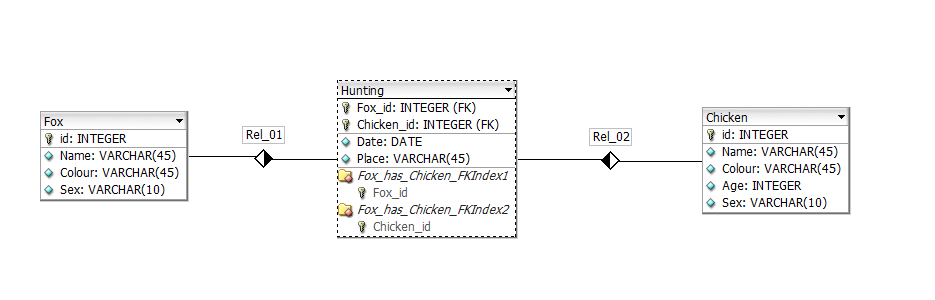 Fox
id: INTEGER
Name: VARCHAR(45)
Colour: VARCHAR(45)
Sex: VARCHAR(10)
Rel_01
Hunting
Fox_id: INTEGER (FK)
Chicken_id: INTEGER (FK)
Date: DATE
Place: VARCHAR(45)
Fox_has_Chicken_FKIndex1
Fox_id
Fox_has_Chicken_FKIndex2
Chicken_id
Rel_02
Chicken
id: INTEGER
Name: VARCHAR(45)
Colour: VARCHAR(45)
Age: INTEGER
Sex: VARCHAR(10)